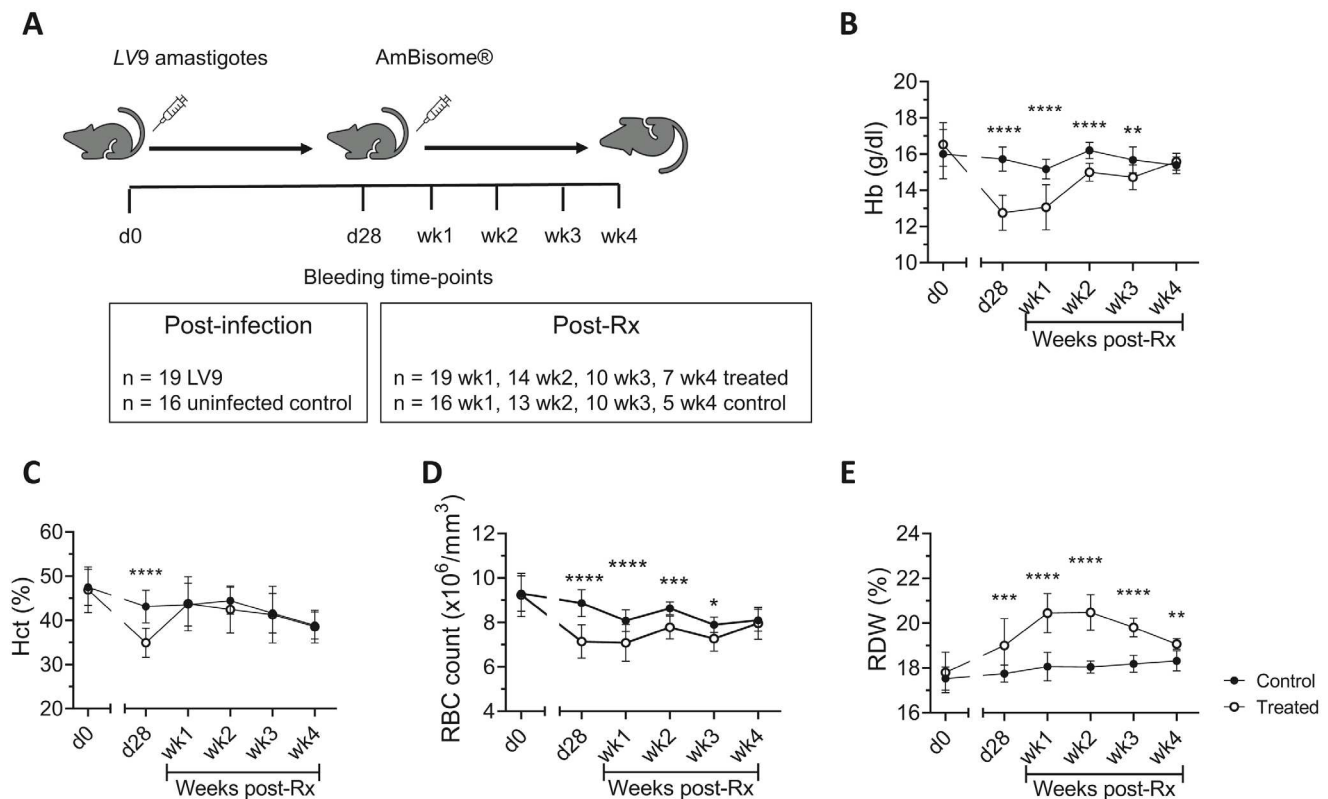 A
LV9 amastigotes
AmBisome®
d0
d28
wk1
wk2
wk3
wk4
Bleeding time-points
Post-infection
n = 19 LV9
n = 16 uninfected control
Post-Rx
n = 19 wk1, 14 wk2, 10 wk3, 7 wk4 treated
n = 16 wk1, 13 wk2, 10 wk3, 5 wk4 control
B
Hb (g/dl)
20
18
16
14
12
10
****
****
****
**
d0
d28
wk1
wk2
wk3
wk4
Weeks post-Rx
C
Hct (%)
60
50
40
30
20
****
d0
d28
wk1
wk2
wk3
wk4
Weeks post-Rx
D
RBC count (x10⁶/mm³)
12
10
8
6
4
****
****
***
*
d0
d28
wk1
wk2
wk3
wk4
Weeks post-Rx
E
RDW (%)
24
22
20
18
16
***
****
****
****
**
d0
d28
wk1
wk2
wk3
wk4
Weeks post-Rx
Control
Treated